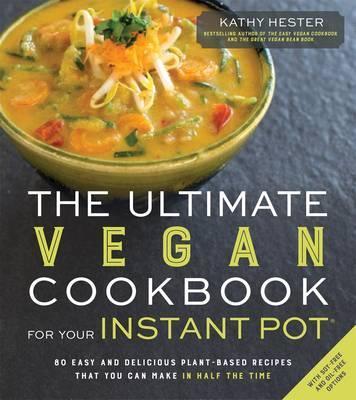 KATHY HESTER
BESTSELLING AUTHOR OF THE EASY VEGAN COOKBOOK
AND THE GREAT VEGAN BEAN BOOK
THE ULTIMATE
VEGAN
COOKBOOK
FOR YOUR INSTANT POT®
80 EASY AND DELICIOUS PLANT-BASED RECIPES
THAT YOU CAN MAKE IN HALF THE TIME
WITH SOY-FREE
AND OIL-FREE
OPTIONS